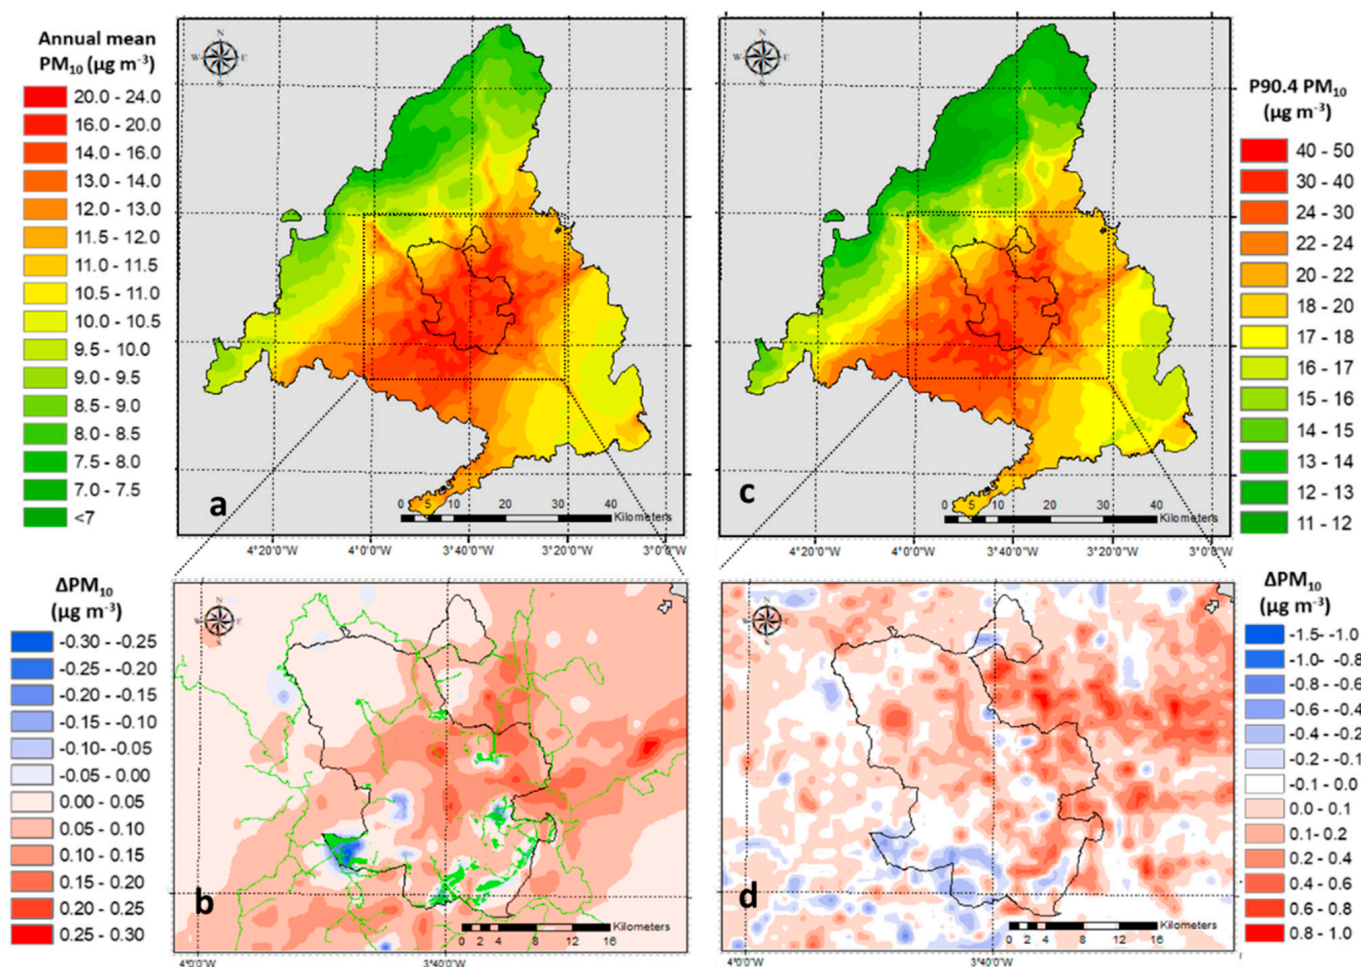 Annual mean
PM10 (µg m-3)
20.0 - 24.0
16.0 - 20.0
14.0 - 16.0
13.0 - 14.0
12.0 - 13.0
11.5 - 12.0
11.0 - 11.5
10.5 - 11.0
10.0 - 10.5
9.5 - 10.0
9.0 - 9.5
8.5 - 9.0
8.0 - 8.5
7.5 - 8.0
7.0 - 7.5
<7
N
W E
N
a
0 5 10 20 30 40
Kilometers
4°20'0"W 4°0'0"W 3°40'0"W 3°20'0"W 3°0'0"W
N
W E
N
c
0 5 10 20 30 40
Kilometers
4°20'0"W 4°0'0"W 3°40'0"W 3°20'0"W 3°0'0"W
P90.4 PM10
(µg m-3)
40 - 50
30 - 40
24 - 30
22 - 24
20 - 22
18 - 20
17 - 18
16 - 17
15 - 16
14 - 15
13 - 14
12 - 13
11 - 12
ΔPM10
(µg m-3)
-0.30 - -0.25
-0.25 - -0.20
-0.20 - -0.15
-0.15 - -0.10
-0.10- -0.05
-0.05 - 0.00
0.00 - 0.05
0.05 - 0.10
0.10 - 0.15
0.15 - 0.20
0.20 - 0.25
0.25 - 0.30
N
W E
N
b
0 2 4 8 12 16
Kilometers
4°0'0"W 3°40'0"W
N
W E
N
d
0 2 4 8 12 16
Kilometers
4°0'0"W 3°40'0"W
ΔPM10
(µg m-3)
-1.5- -1.0
-1.0- -0.8
-0.8 - -0.6
-0.6 - -0.4
-0.4 - -0.2
-0.2 - -0.1
-0.1 - 0.0
0.0 - 0.1
0.1- 0.2
0.2 - 0.4
0.4 - 0.6
0.6 - 0.8
0.8 - 1.0